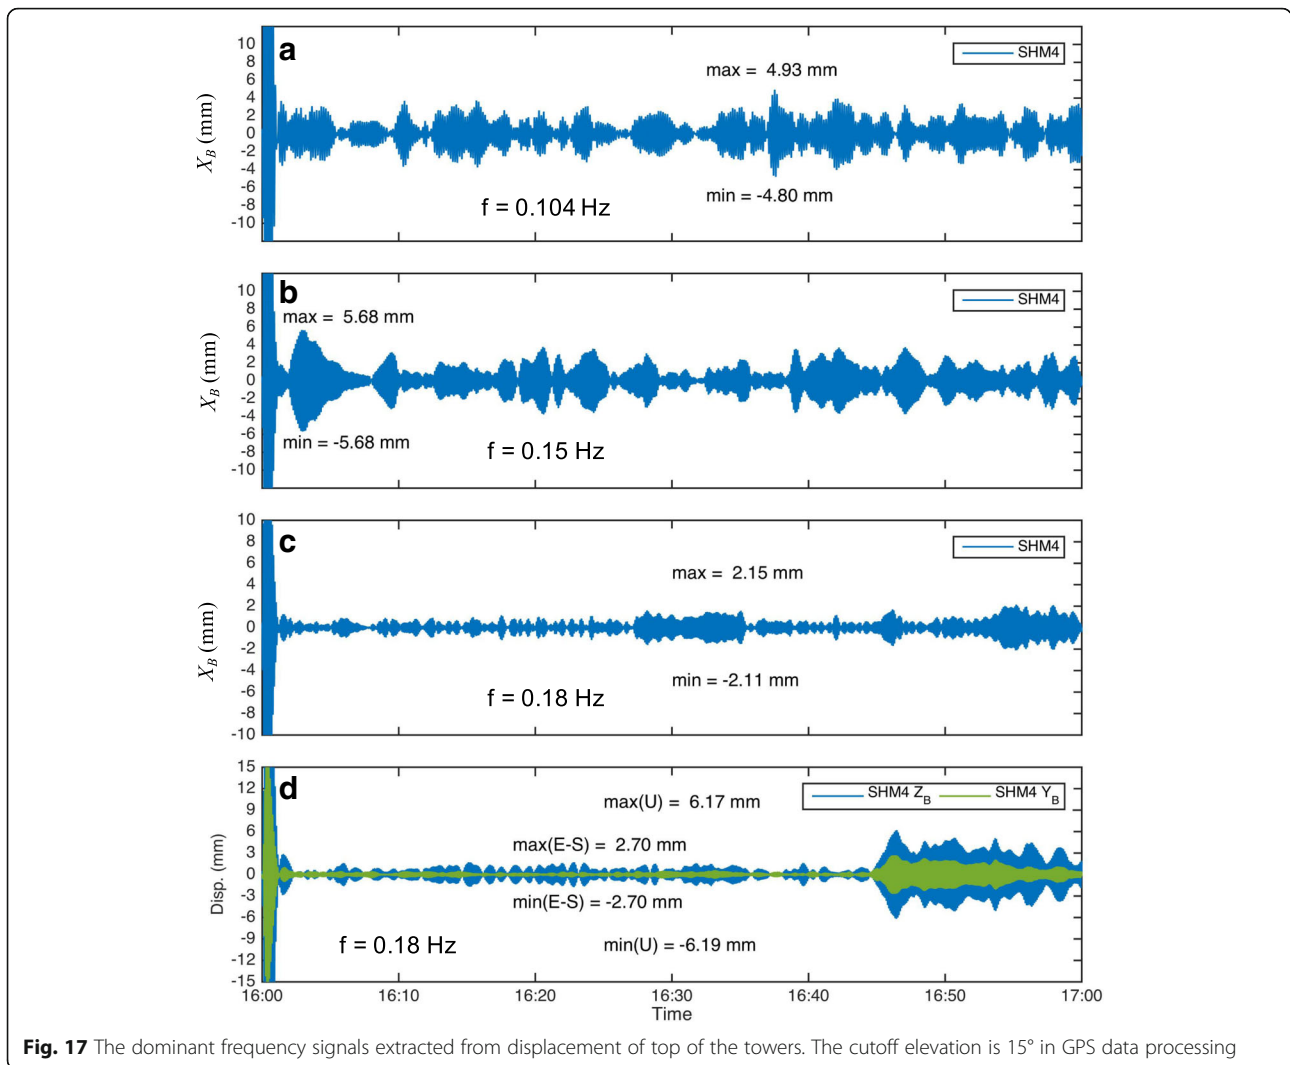 a
SHM4
max = 4.93 mm
min = -4.80 mm
f = 0.104 Hz
X_B (mm)
10
8
6
4
2
0
-2
-4
-6
-8
-10
b
SHM4
max = 5.68 mm
min = -5.68 mm
f = 0.15 Hz
X_B (mm)
10
8
6
4
2
0
-2
-4
-6
-8
-10
c
SHM4
max = 2.15 mm
min = -2.11 mm
f = 0.18 Hz
X_B (mm)
10
8
6
4
2
0
-2
-4
-6
-8
-10
d
SHM4 Z_B SHM4 Y_B
max(U) = 6.17 mm
max(E-S) = 2.70 mm
min(E-S) = -2.70 mm
min(U) = -6.19 mm
f = 0.18 Hz
Disp. (mm)
15
12
9
6
3
0
-3
-6
-9
-12
-15
16:00 16:10 16:20 16:30 16:40 16:50 17:00
Time
Fig. 17 The dominant frequency signals extracted from displacement of top of the towers. The cutoff elevation is 15° in GPS data processing